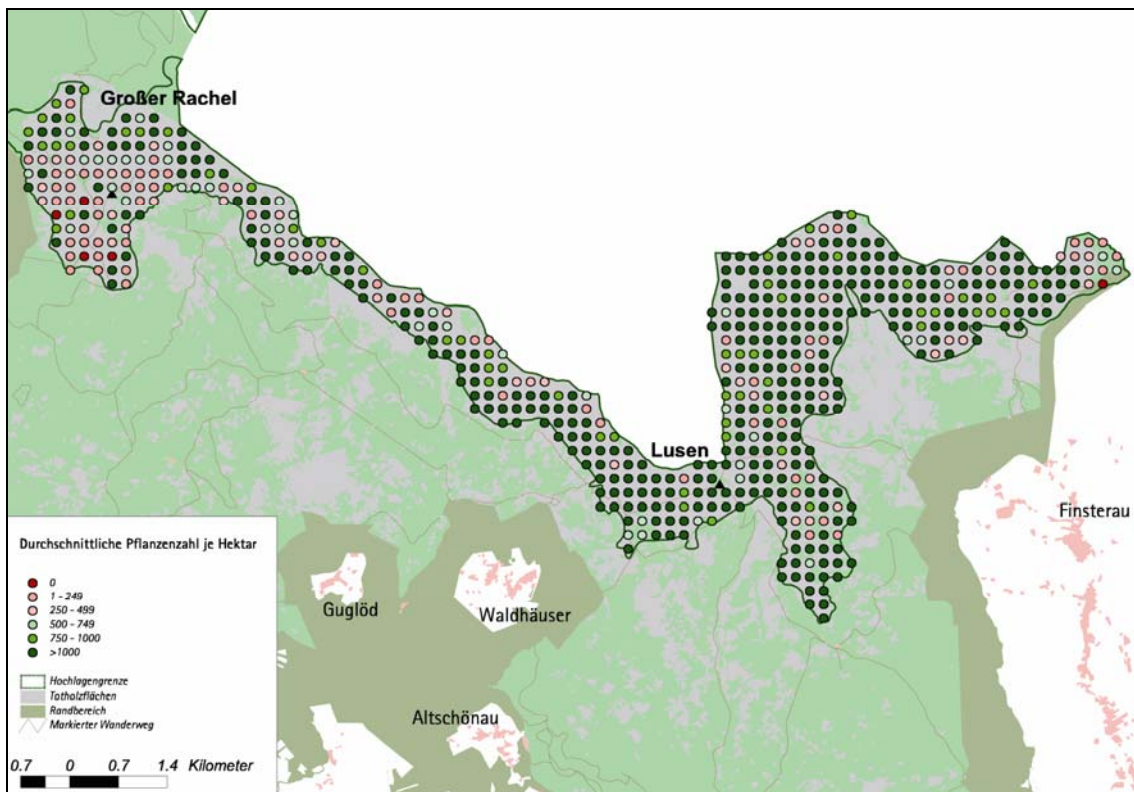 Großer Rachel
Lusen
Finsterau
Guglöd
Waldhäuser
Altschönau
Durchschnittliche Pflanzenzahl je Hektar
0
1 - 249
250 - 499
500 - 749
750 - 1000
>1000
Hochlagengrenze
Totholzflächen
Randbereich
Markierter Wanderweg
0.7 0 0.7 1.4 Kilometer